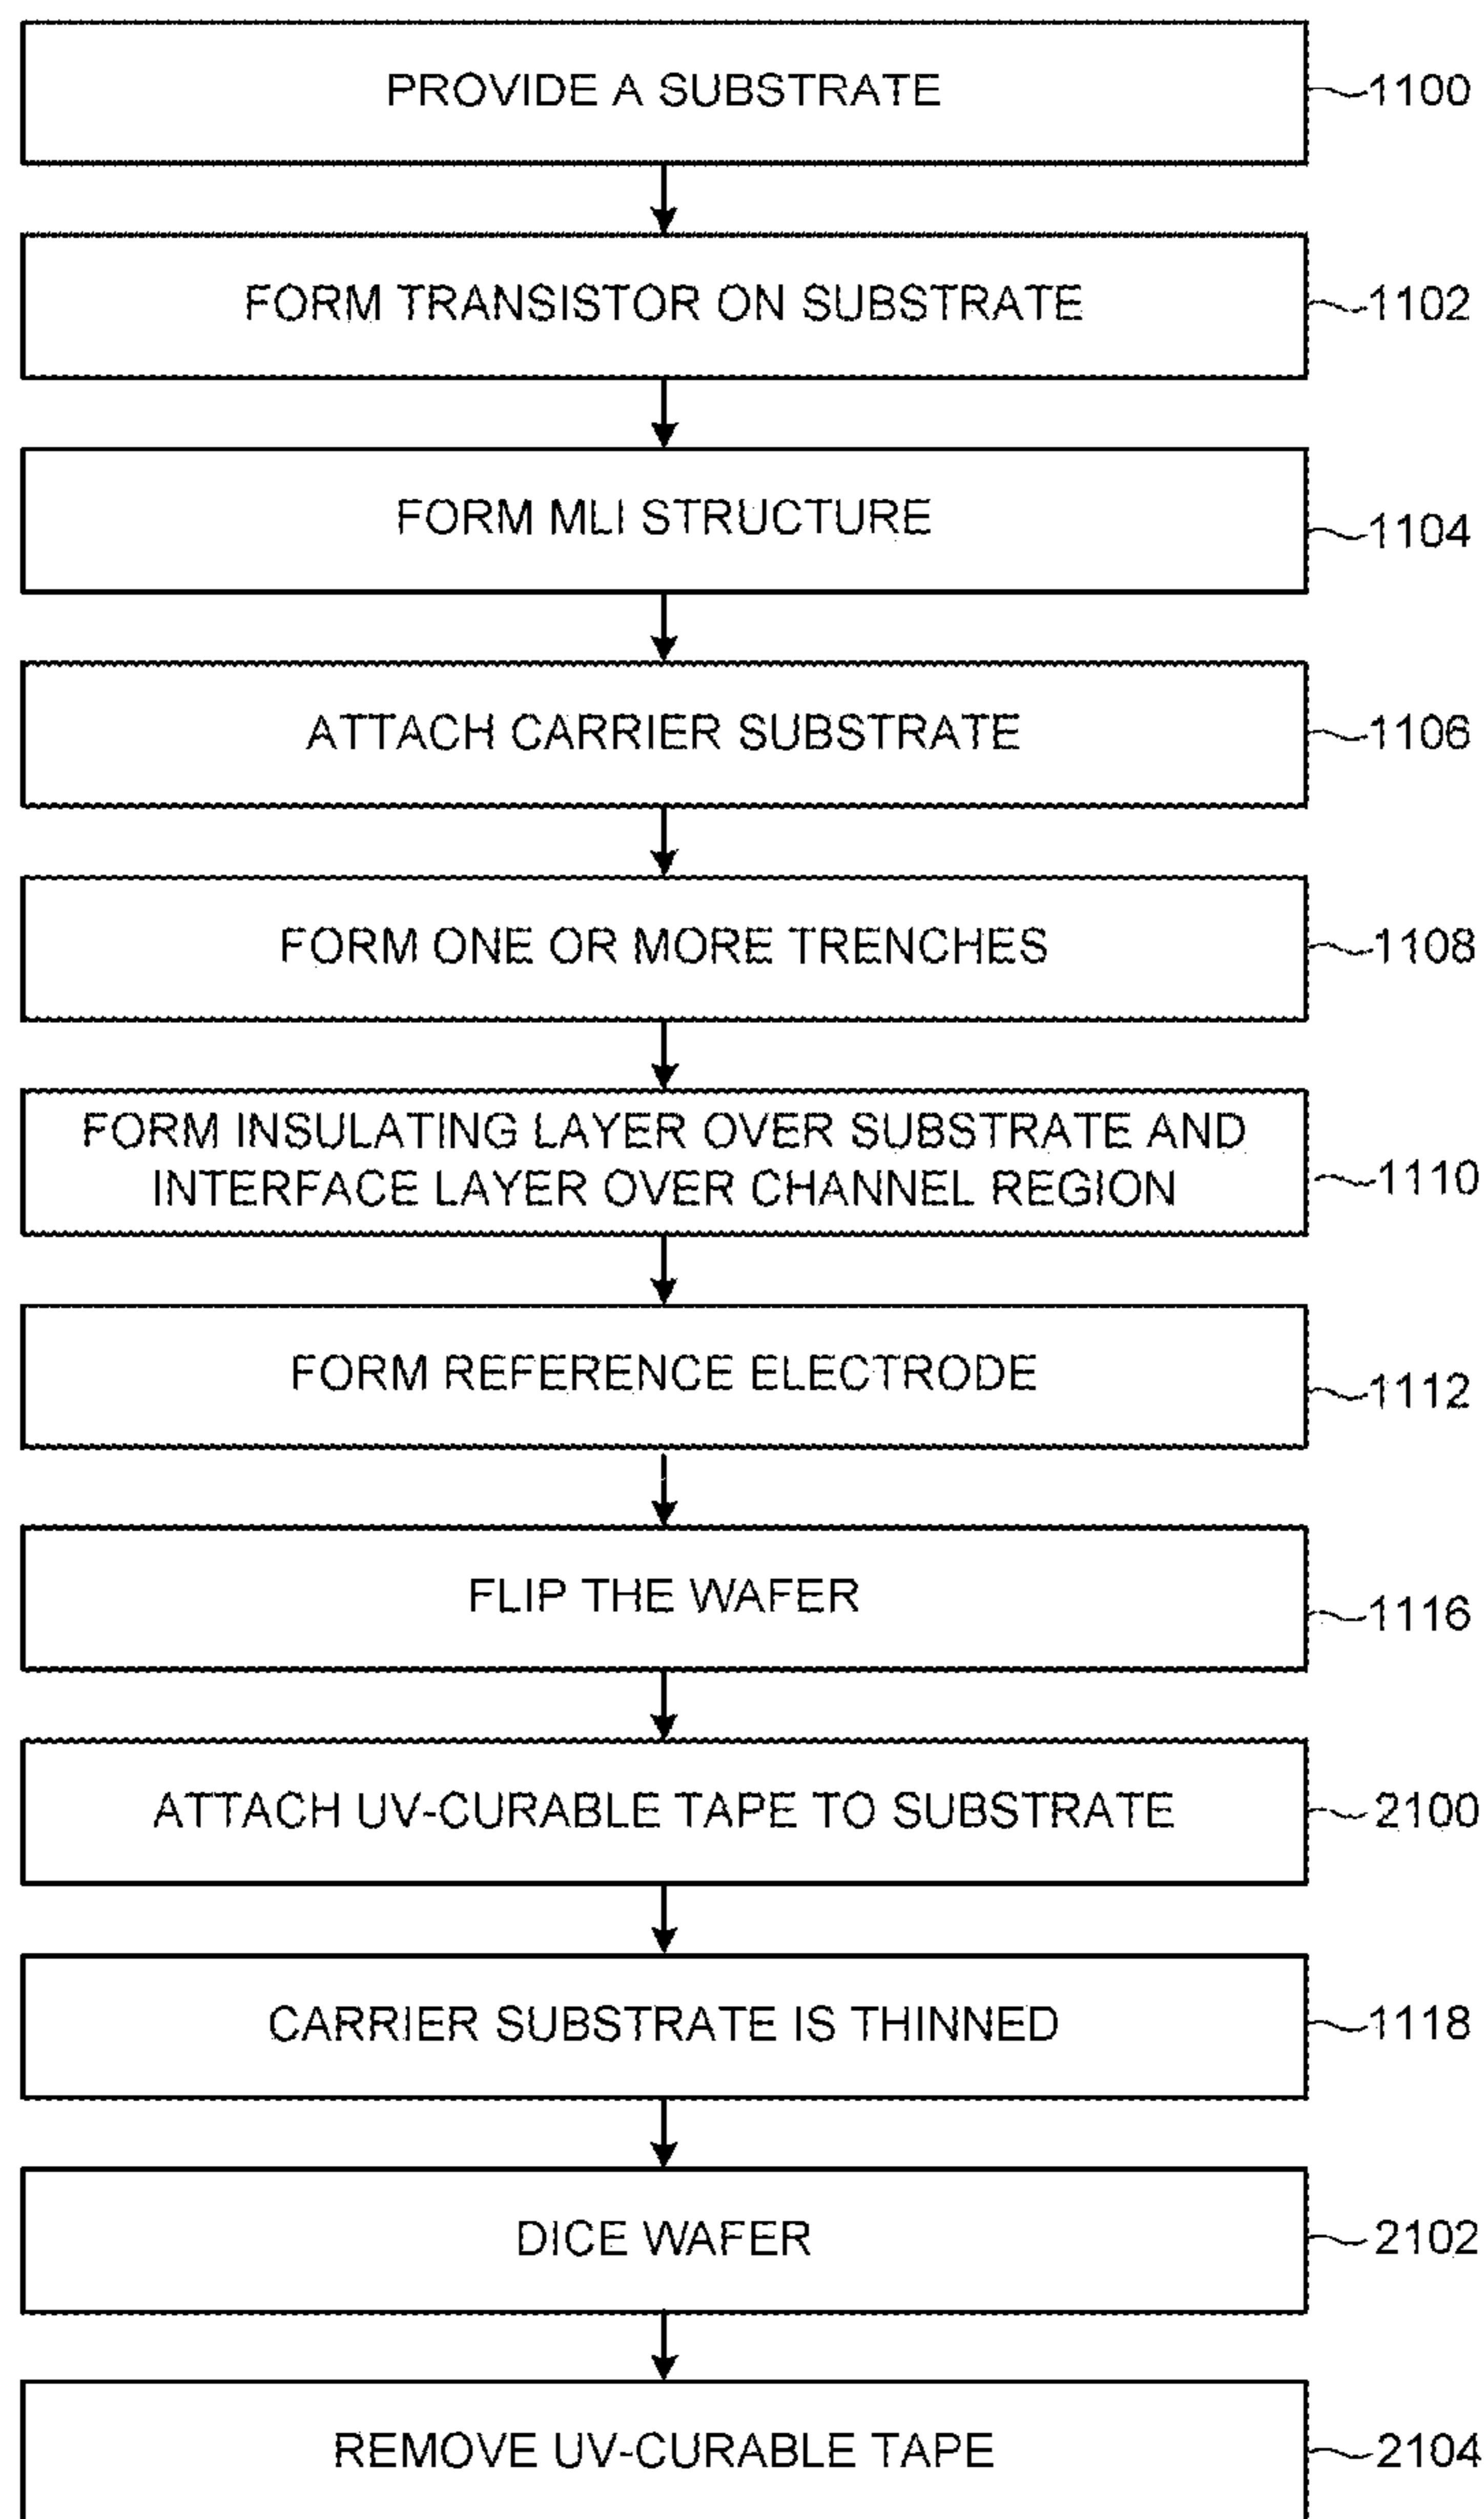 PROVIDE A SUBSTRATE
1100
FORM TRANSISTOR ON SUBSTRATE
1102
FORM MLI STRUCTURE
1104
ATTACH CARRIER SUBSTRATE
1106
FORM ONE OR MORE TRENCHES
1108
FORM INSULATING LAYER OVER SUBSTRATE AND
INTERFACE LAYER OVER CHANNEL REGION
1110
FORM REFERENCE ELECTRODE
1112
FLIP THE WAFER
1116
ATTACH UV-CURABLE TAPE TO SUBSTRATE
2100
CARRIER SUBSTRATE IS THINNED
1118
DICE WAFER
2102
REMOVE UV-CURABLE TAPE
2104